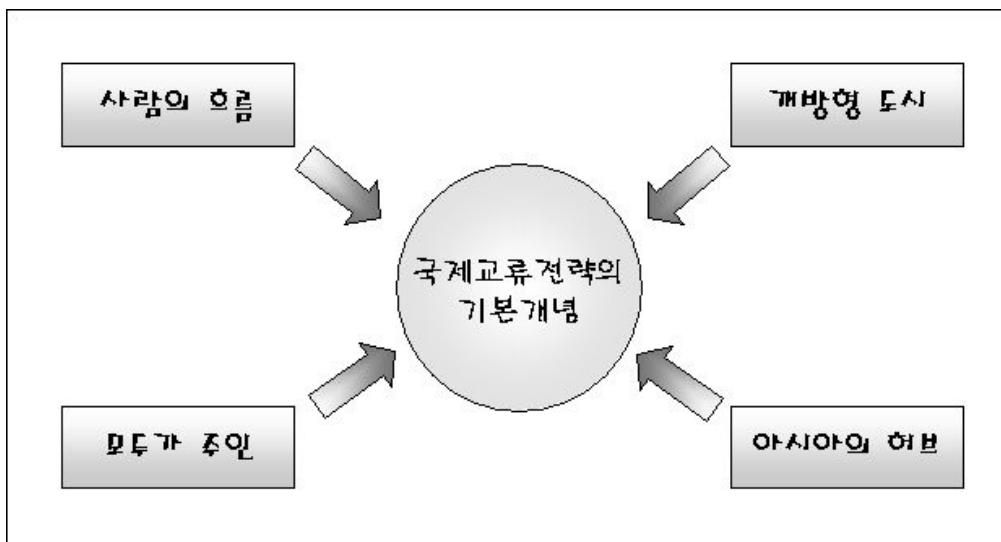 사람의 흐름
개방형 도시
국제교류전략의
기본개념
모두가 주인
아시아의 허브